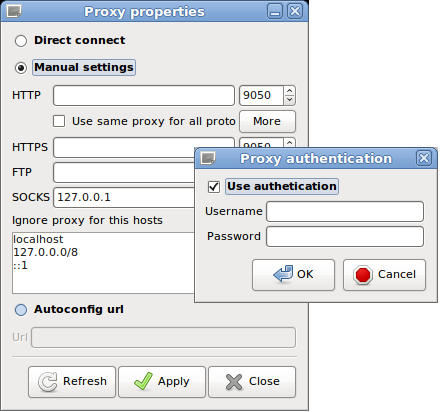 Proxy properties
Direct connect
Manual settings
HTTP 9050
Use same proxy for all proto More
HTTPS
FTP
SOCKS 127.0.0.1
Ignore proxy for this hosts
localhost
127.0.0.0/8
::1
Autoconfig url
Url
Refresh Apply Close
Proxy authentication
Use authetication
Username
Password
OK Cancel